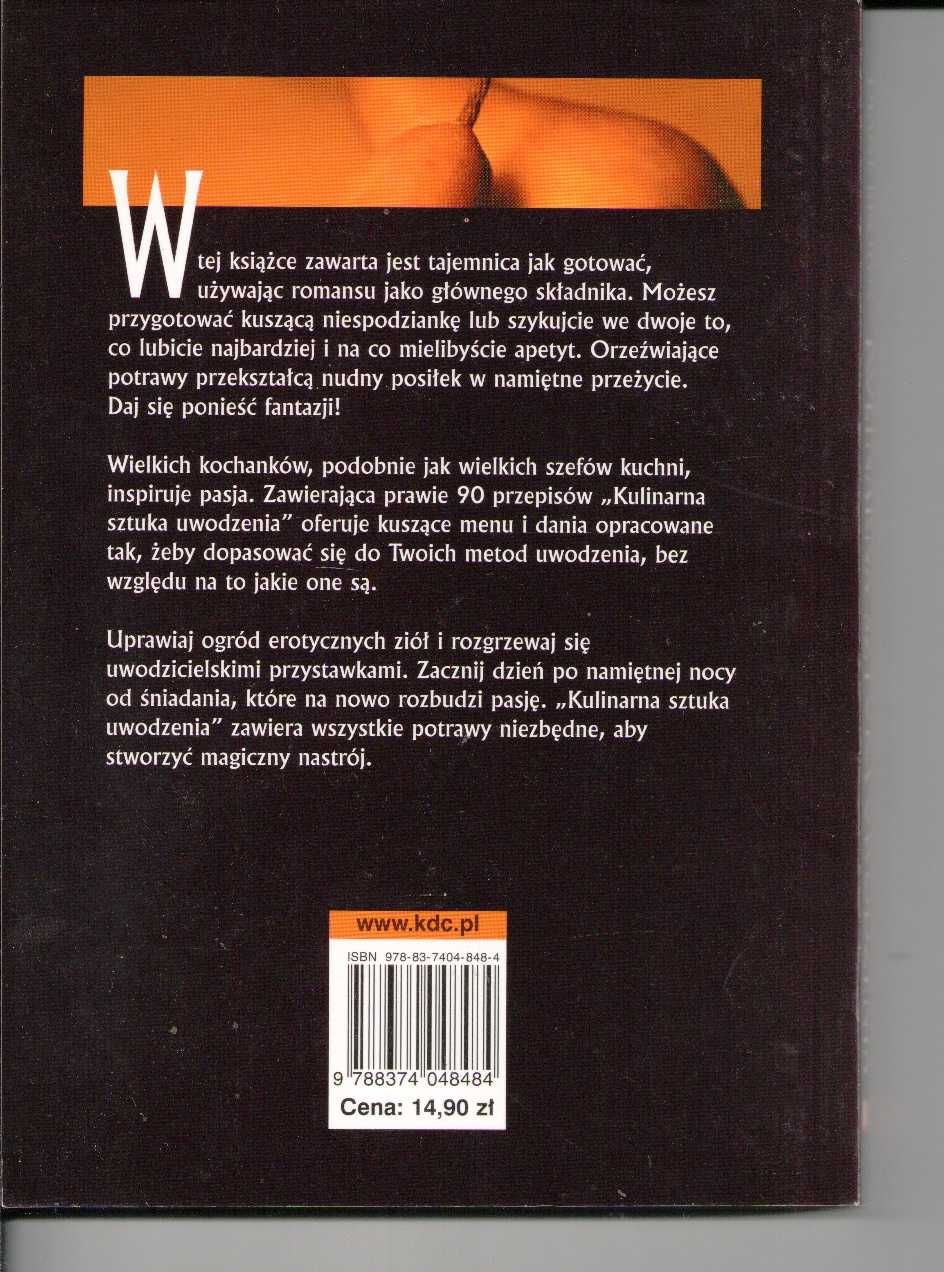 W tej książce zawarta jest tajemnica jak gotować,
używając romansu jako głównego składnika. Możesz
przygotować kuszącą niespodziankę lub szykujcie we dwoje to,
co lubicie najbardziej i na co mielibyście apetyt. Orzeźwiające
potrawy przekształcą nudny posiłek w namiętne przeżycie.
Daj się ponieść fantazji!
Wielkich kochanków, podobnie jak wielkich szefów kuchni,
inspiruje pasja. Zawierająca prawie 90 przepisów „Kulinarna
sztuka uwodzenia” oferuje kuszące menu i dania opracowane
tak, żeby dopasować się do Twoich metod uwodzenia, bez
względu na to jakie one są.
Uprawiaj ogród erotycznych ziół i rozgrzewaj się
uwodzicielskimi przystawkami. Zacznij dzień po namiętnej nocy
od śniadania, które na nowo rozbudzi pasję. „Kulinarna sztuka
uwodzenia” zawiera wszystkie potrawy niezbędne, aby
stworzyć magiczny nastrój.
www.kdc.pl
ISBN 978-83-7404-848-4
9 788374 048484
Cena: 14,90 zł